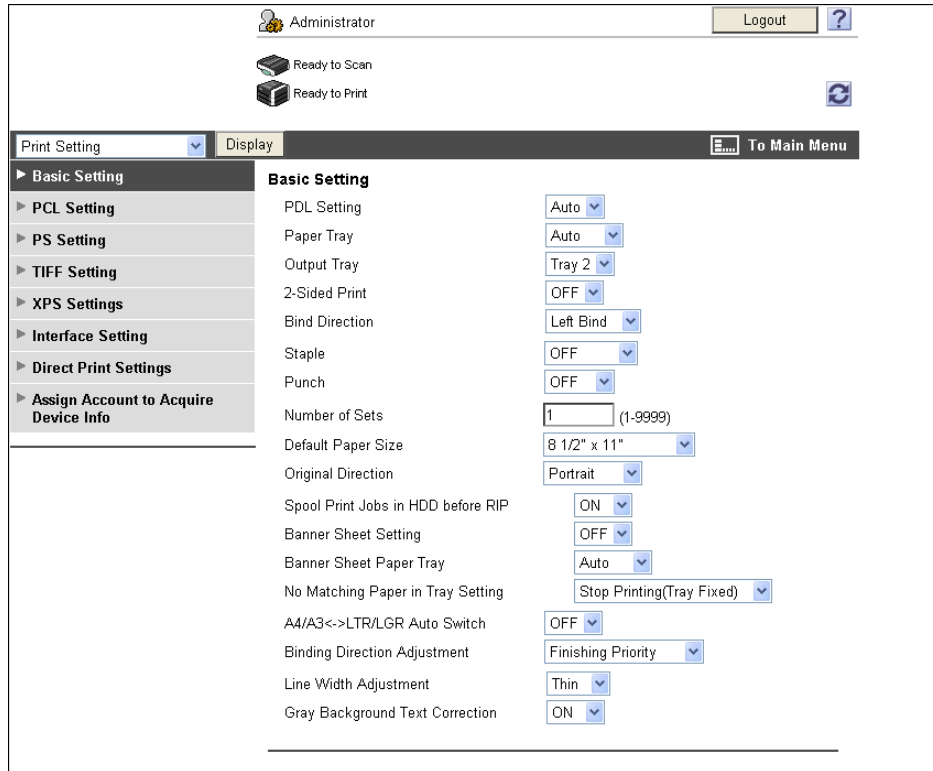 Administrator
Logout
?
Ready to Scan
Ready to Print
Print Setting
Display
To Main Menu
Basic Setting
PCL Setting
PS Setting
TIFF Setting
XPS Settings
Interface Setting
Direct Print Settings
Assign Account to Acquire
Device Info
Basic Setting
PDL Setting Auto
Paper Tray Auto
Output Tray Tray 2
2-Sided Print OFF
Bind Direction Left Bind
Staple OFF
Punch OFF
Number of Sets 1 (1-9999)
Default Paper Size 8 1/2" x 11"
Original Direction Portrait
Spool Print Jobs in HDD before RIP ON
Banner Sheet Setting OFF
Banner Sheet Paper Tray Auto
No Matching Paper in Tray Setting Stop Printing(Tray Fixed)
A4/A3<->LTR/LGR Auto Switch OFF
Binding Direction Adjustment Finishing Priority
Line Width Adjustment Thin
Gray Background Text Correction ON